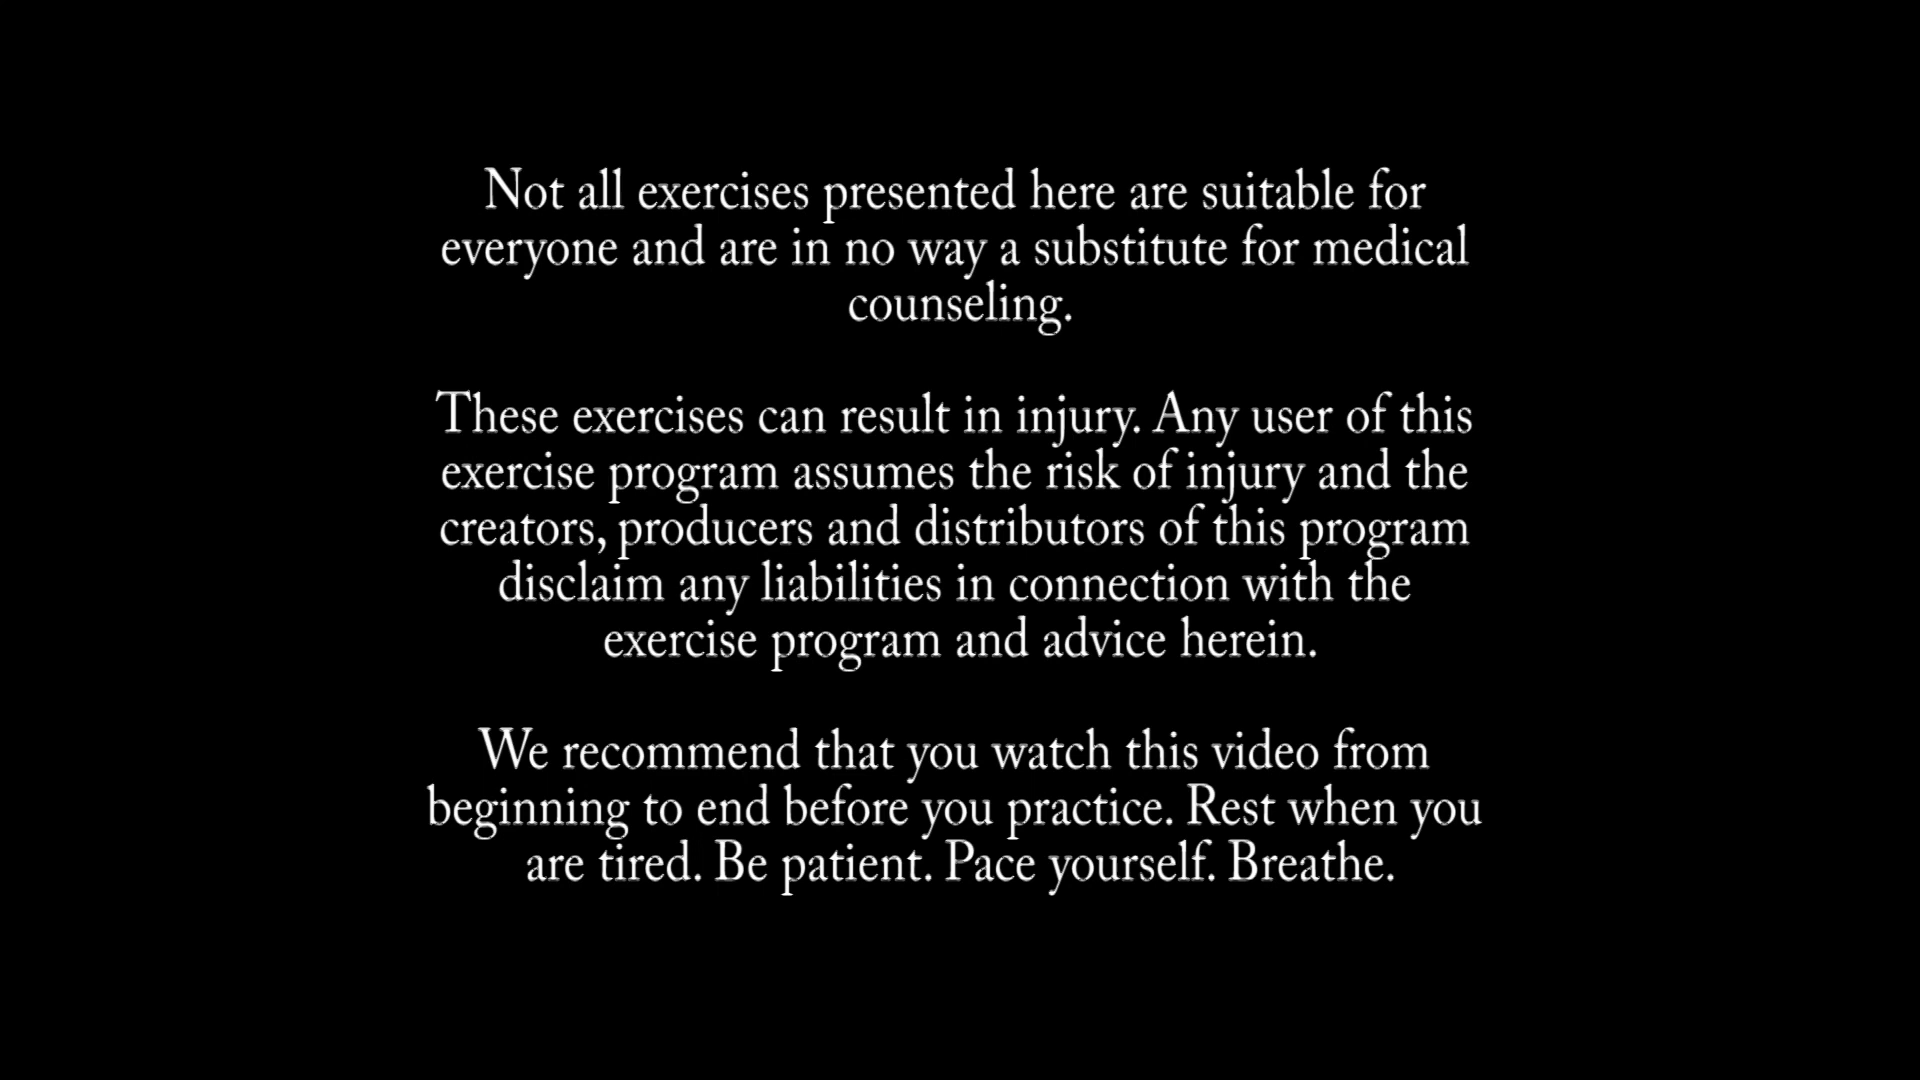 Not all exercises presented here are suitable for
everyone and are in no way a substitute for medical
counseling.
These exercises can result in injury. Any user of this
exercise program assumes the risk of injury and the
creators, producers and distributors of this program
disclaim any liabilities in connection with the
exercise program and advice herein.
We recommend that you watch this video from
beginning to end before you practice. Rest when you
are tired. Be patient. Pace yourself. Breathe.